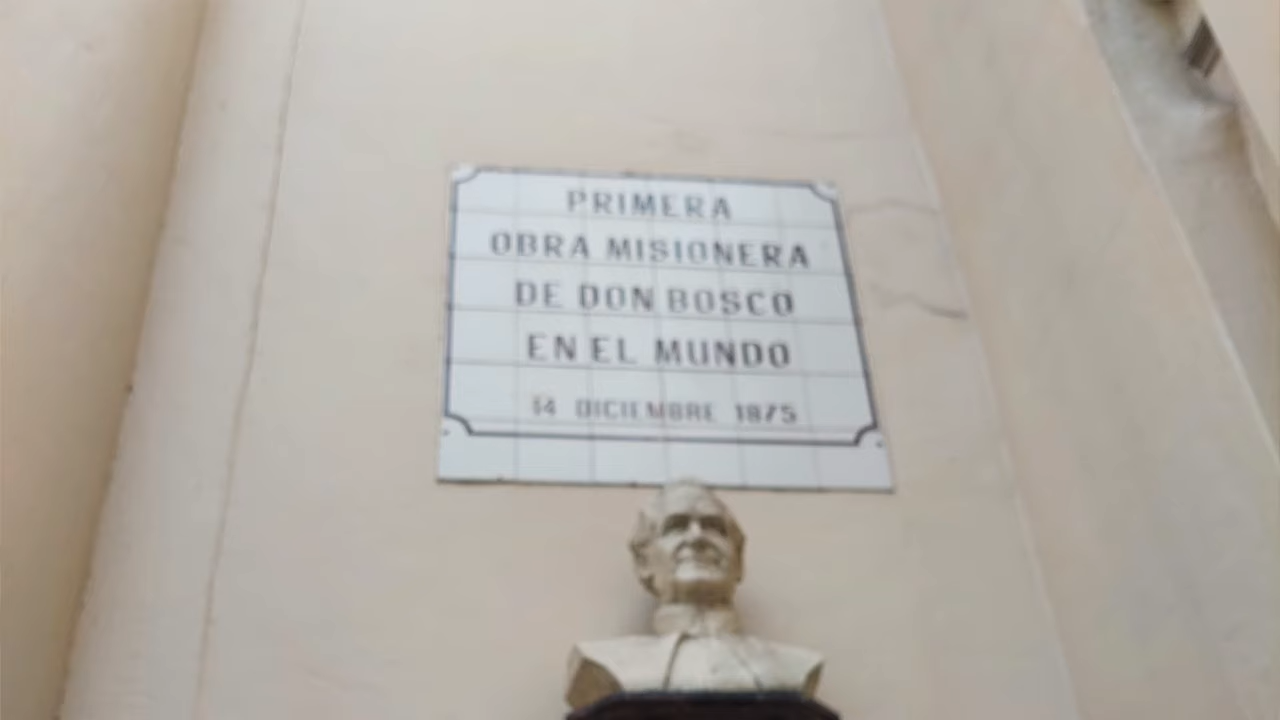 PRIMERA
OBRA MISIONERA
DE DON BOSCO
EN EL MUNDO
14 DICIEMBRE 1875